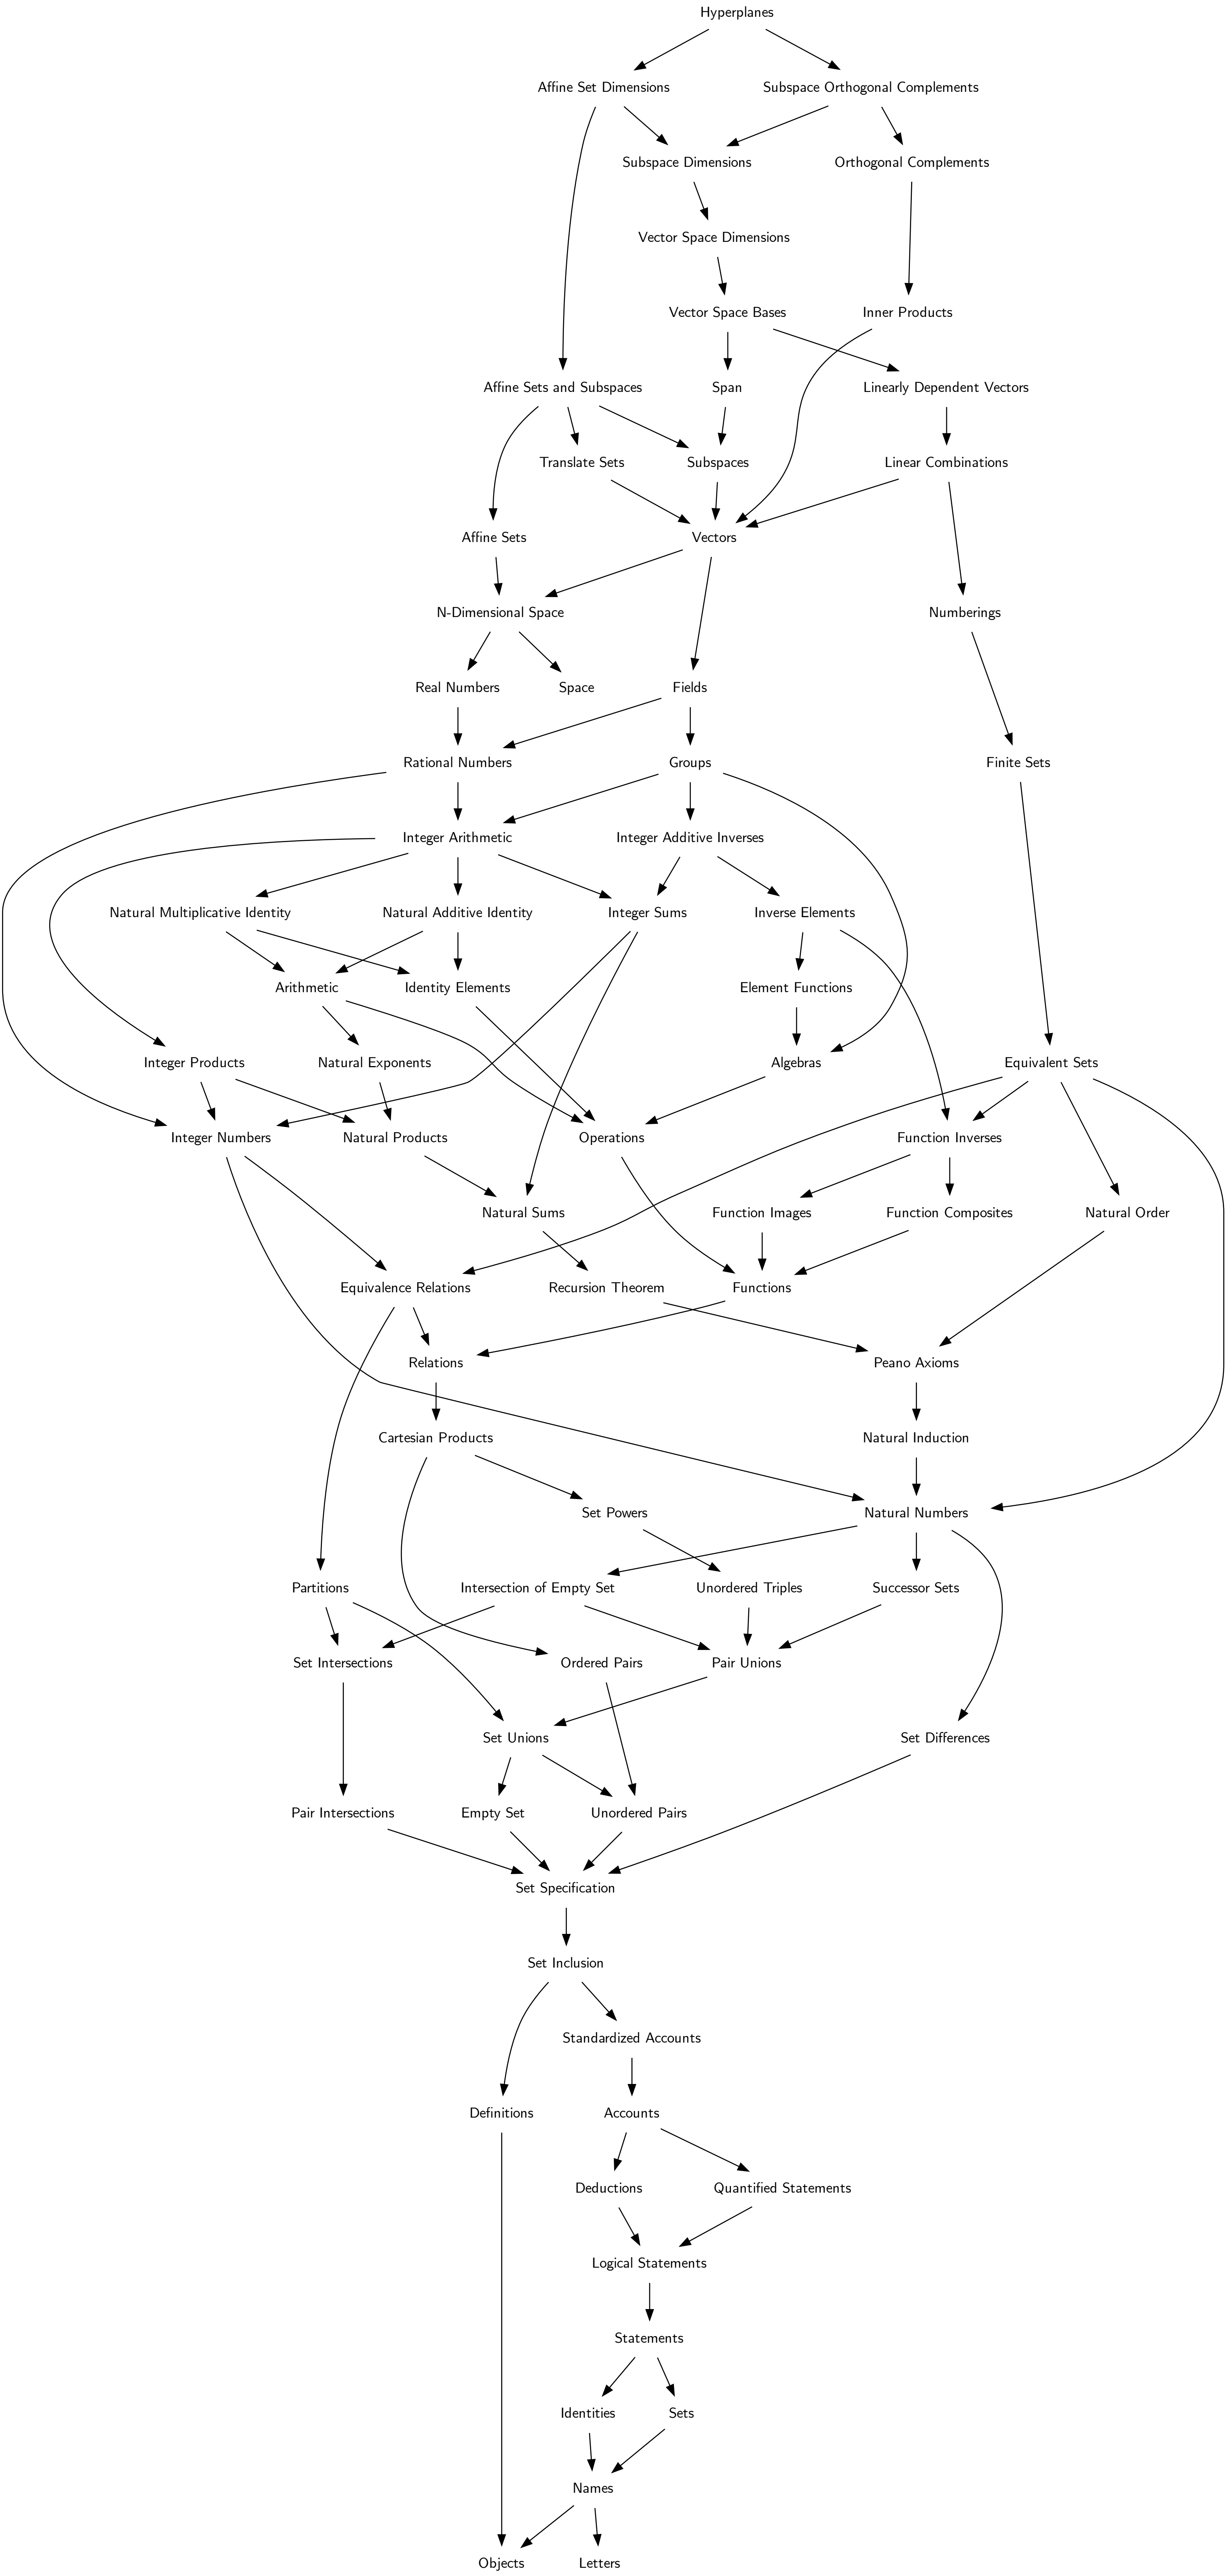 Hyperplanes
Affine Set Dimensions
Subspace Orthogonal Complements
Subspace Dimensions
Orthogonal Complements
Vector Space Dimensions
Vector Space Bases
Inner Products
Affine Sets and Subspaces
Span
Linearly Dependent Vectors
Translate Sets
Subspaces
Linear Combinations
Affine Sets
Vectors
N-Dimensional Space
Numberings
Real Numbers
Space
Fields
Rational Numbers
Groups
Finite Sets
Integer Arithmetic
Integer Additive Inverses
Natural Multiplicative Identity
Natural Additive Identity
Integer Sums
Inverse Elements
Arithmetic
Identity Elements
Element Functions
Integer Products
Natural Exponents
Algebras
Equivalent Sets
Integer Numbers
Natural Products
Operations
Function Inverses
Natural Sums
Function Images
Function Composites
Natural Order
Equivalence Relations
Recursion Theorem
Functions
Relations
Peano Axioms
Cartesian Products
Natural Induction
Set Powers
Natural Numbers
Partitions
Intersection of Empty Set
Unordered Triples
Successor Sets
Set Intersections
Ordered Pairs
Pair Unions
Set Unions
Set Differences
Pair Intersections
Empty Set
Unordered Pairs
Set Specification
Set Inclusion
Standardized Accounts
Definitions
Accounts
Deductions
Quantified Statements
Logical Statements
Statements
Identities
Sets
Names
Objects
Letters